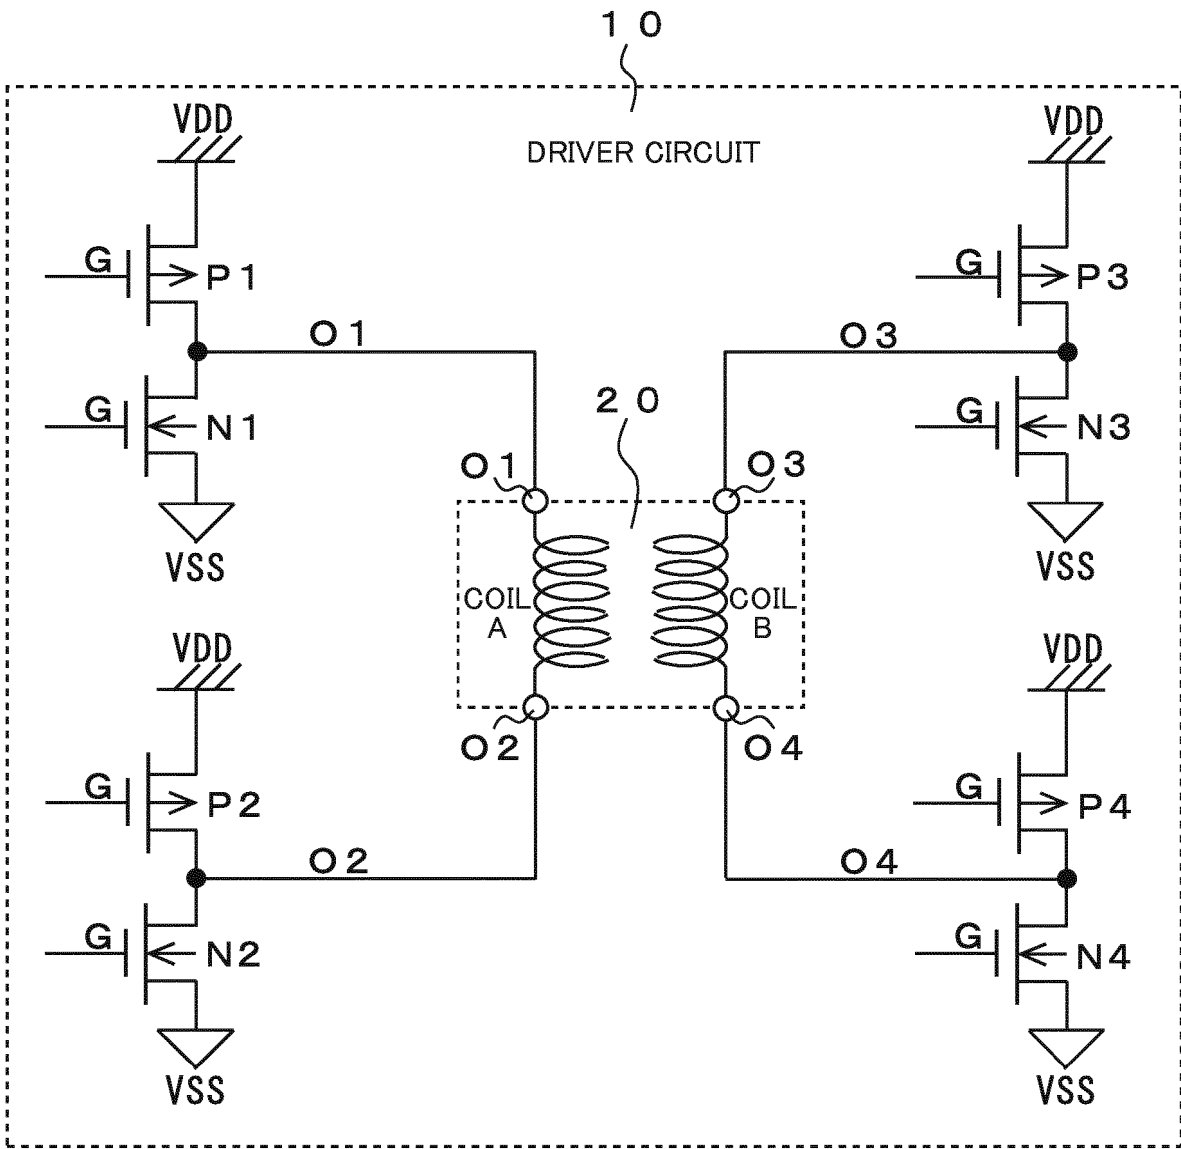 10
VDD
VDD
DRIVER CIRCUIT
G
P1
G
P3
O1
O3
G
N1
20
G
N3
O1
O3
VSS
VSS
COIL
A
COIL
B
VDD
VDD
O2
O4
G
P2
G
P4
O2
O4
G
N2
G
N4
VSS
VSS